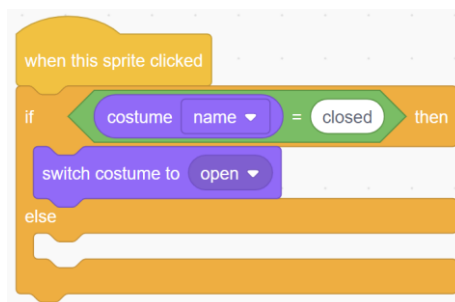 when this sprite clicked
if costume name = closed then
switch costume to open
else